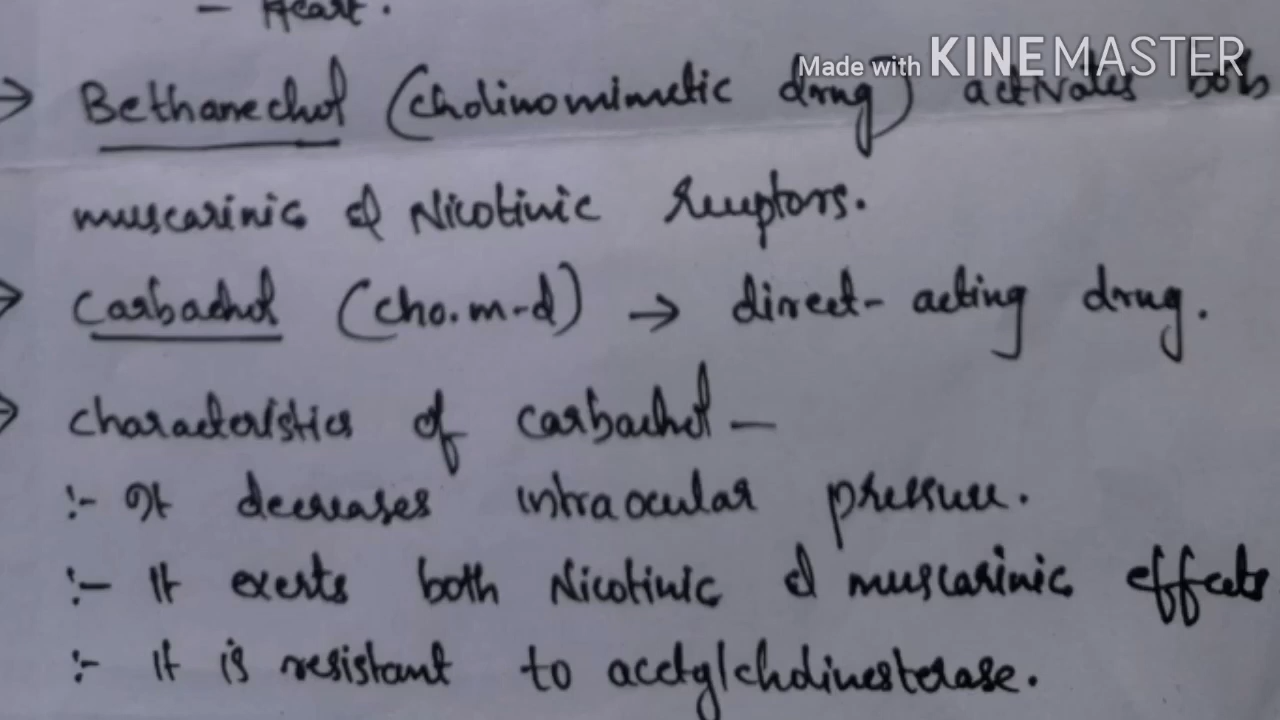 - Heart.
Made with KINEMASTER
→ Bethanechol (cholinomimetic drug) activates both
muscarinic & Nicotinic receptors.
→ Carbachol (cho.m-d) → direct-acting drug.
→ characteristics of carbachol —
:- It decreases intraocular pressure.
:- It exerts both Nicotinic & muscarinic effects
:- It is resistant to acetylcholinesterase.